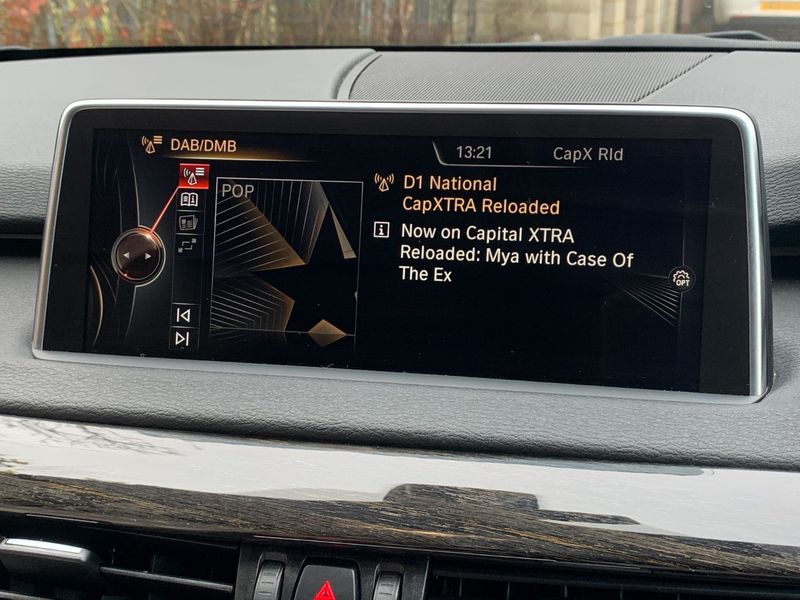 DAB/DMB
13:21
CapX Rld
POP
D1 National
CapXTRA Reloaded
Now on Capital XTRA
Reloaded: Mya with Case Of
The Ex
OPT